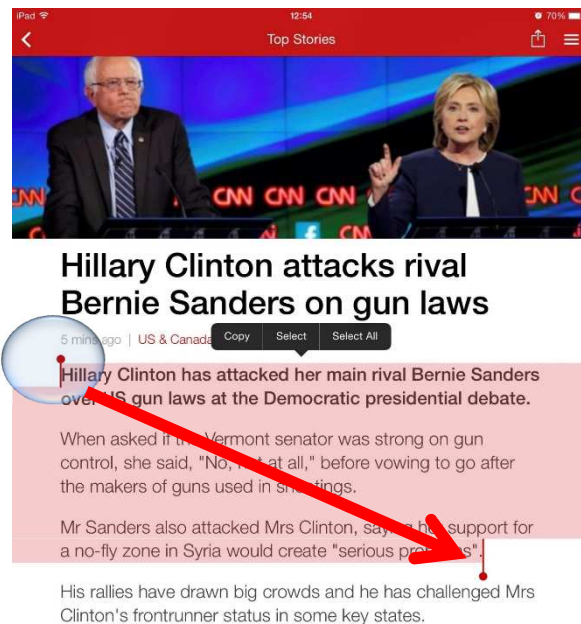 iPad 12:54 70%
Top Stories
CNN CNN CNN CNN
CNN
Hillary Clinton attacks rival
Bernie Sanders on gun laws
5 mins ago | US & Canada Copy Select Select All
Hillary Clinton has attacked her main rival Bernie Sanders
over US gun laws at the Democratic presidential debate.
When asked if the Vermont senator was strong on gun
control, she said, "No, not at all," before vowing to go after
the makers of guns used in shootings.
Mr Sanders also attacked Mrs Clinton, saying her support for
a no-fly zone in Syria would create "serious problems".
His rallies have drawn big crowds and he has challenged Mrs
Clinton's frontrunner status in some key states.